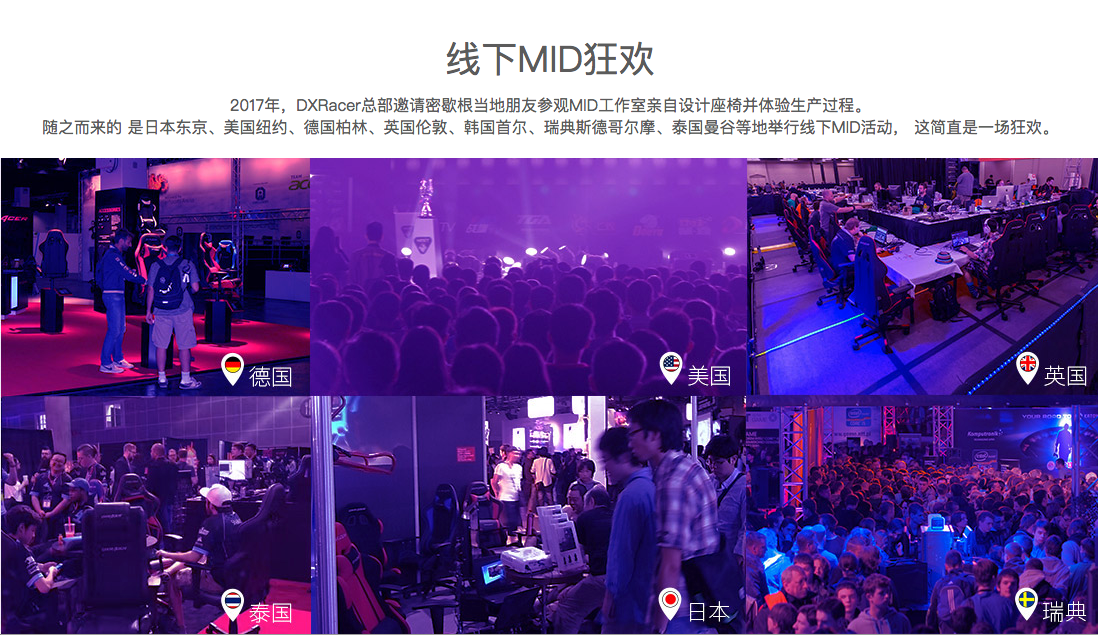 线下MID狂欢
2017年，DXRacer总部邀请密歇根当地朋友参观MID工作室亲自设计座椅并体验生产过程。
随之而来的 是日本东京、美国纽约、德国柏林、英国伦敦、韩国首尔、瑞典斯德哥尔摩、泰国曼谷等地举行线下MID活动， 这简直是一场狂欢。
德国
美国
英国
泰国
日本
瑞典